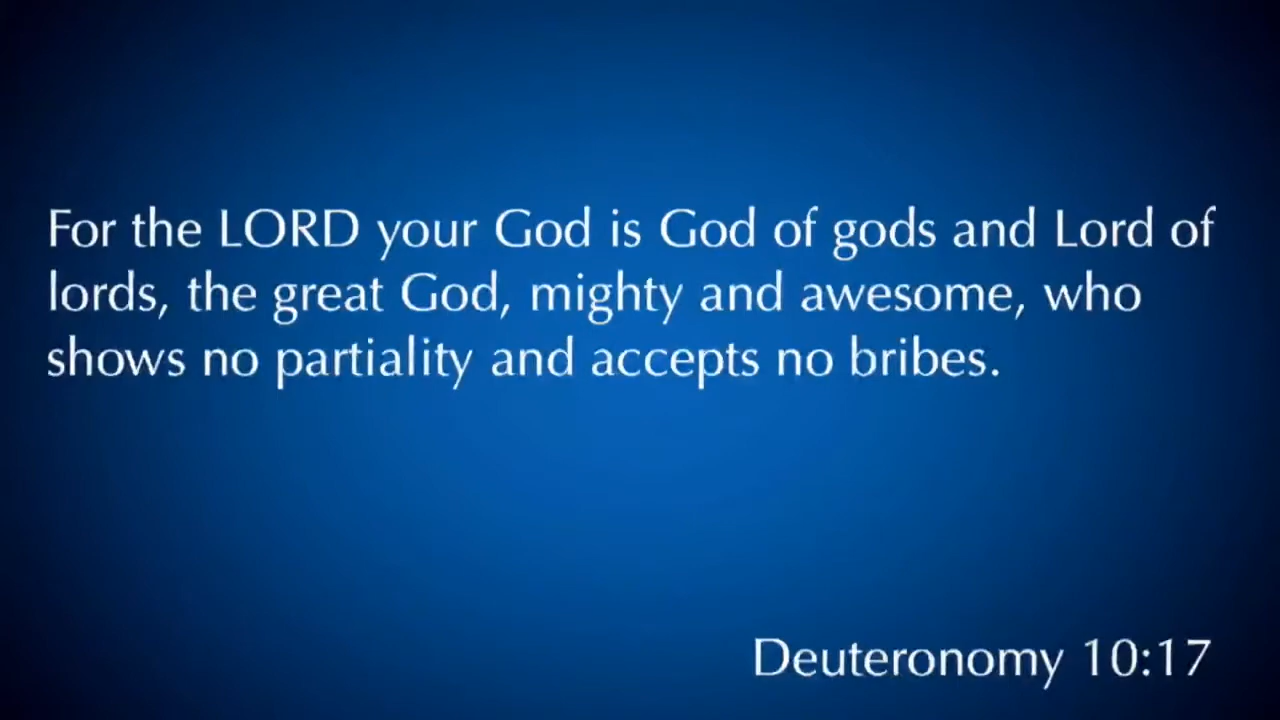 For the LORD your God is God of gods and Lord of
lords, the great God, mighty and awesome, who
shows no partiality and accepts no bribes.
Deuteronomy 10:17